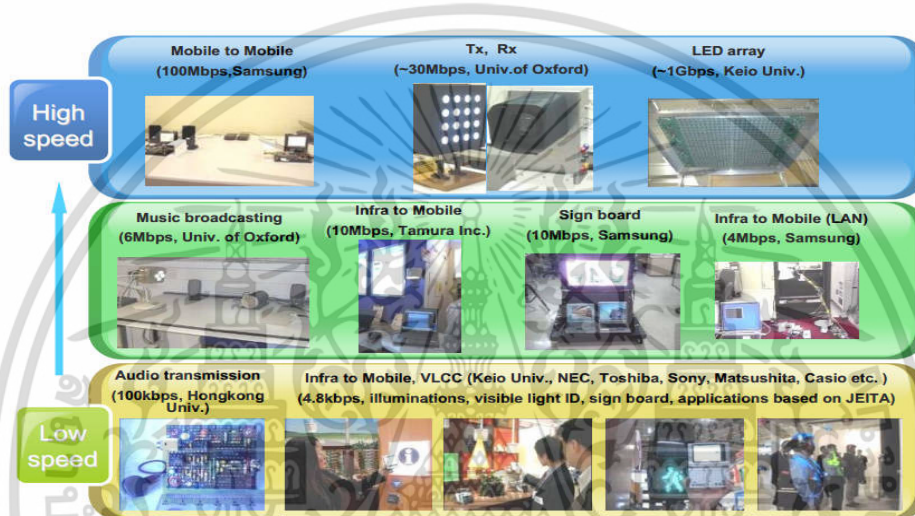 Mobile to Mobile
(100Mbps,Samsung)
Tx, Rx
(~30Mbps, Univ.of Oxford)
LED array
(~1Gbps, Keio Univ.)
High
speed
Music broadcasting
(6Mbps, Univ. of Oxford)
Infra to Mobile
(10Mbps, Tamura Inc.)
Sign board
(10Mbps, Samsung)
Infra to Mobile (LAN)
(4Mbps, Samsung)
Audio transmission
(100kbps, Hongkong
Univ.)
Infra to Mobile, VLCC (Keio Univ., NEC, Toshiba, Sony, Matsushita, Casio etc. )
(4.8kbps, illuminations, visible light ID, sign board, applications based on JEITA)
Low
speed